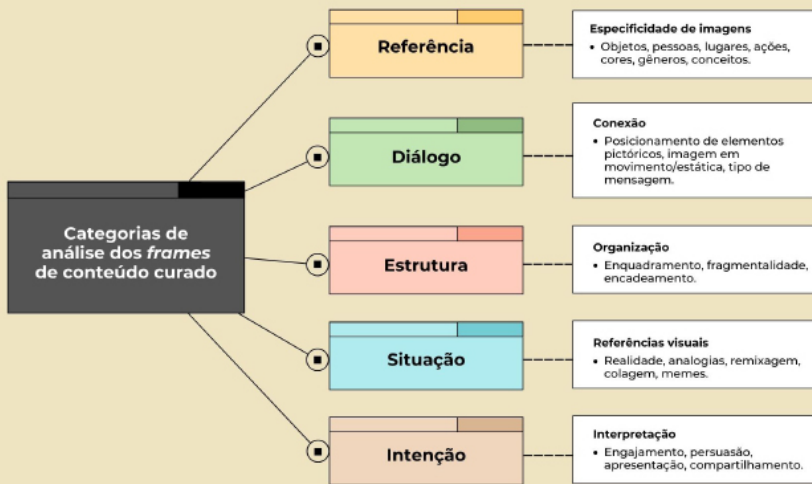 Categorias de
análise dos frames
de conteúdo curado
Referência
Especificidade de imagens
• Objetos, pessoas, lugares, ações,
cores, gêneros, conceitos.
Diálogo
Conexão
• Posicionamento de elementos
pictóricos, imagem em
movimento/estática, tipo de
mensagem.
Estrutura
Organização
• Enquadramento, fragmentalidade,
encadeamento.
Situação
Referências visuais
• Realidade, analogias, remixagem,
colagem, memes.
Intenção
Interpretação
• Engajamento, persuasão,
apresentação, compartilhamento.